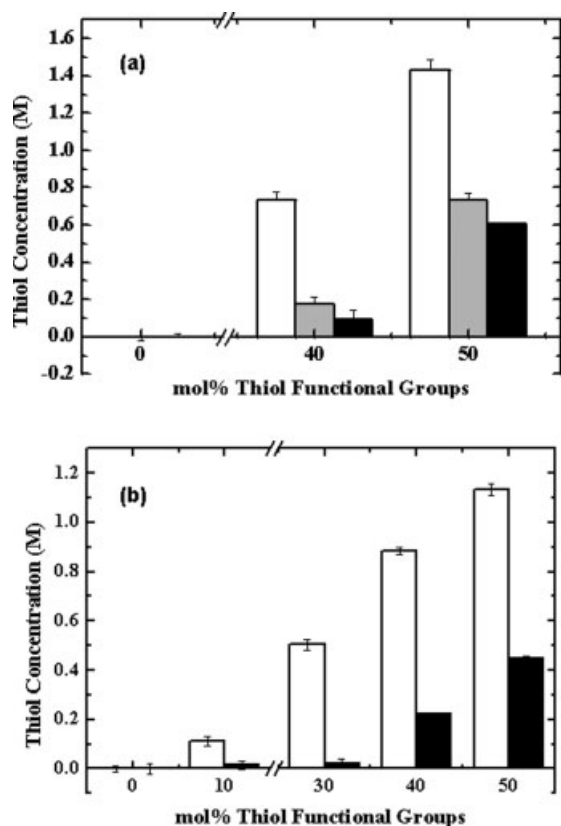 1.6
(a)
1.4
1.2
1.0
0.8
0.6
0.4
0.2
0.0
-0.2
Thiol Concentration (M)
0 40 50
mol% Thiol Functional Groups
1.2
(b)
1.0
0.8
0.6
0.4
0.2
0.0
Thiol Concentration (M)
0 10 30 40 50
mol% Thiol Functional Groups